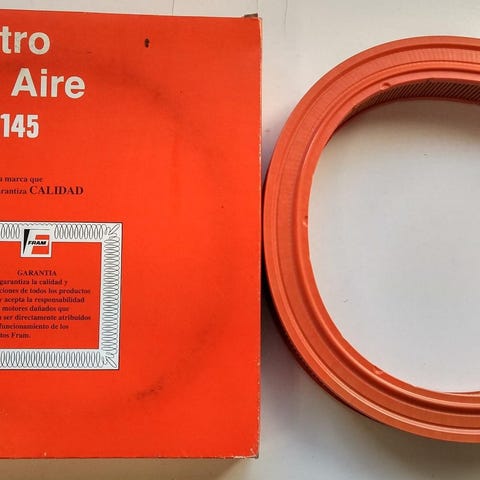 tro
Aire
145
a marca que
arantiza CALIDAD
FRAM
GARANTIA
garantiza la calidad y
ciones de todos los productos
y acepta la responsabilidad
motores dañados que
ser directamente atribuidos
funcionamiento de los
tos Fram.